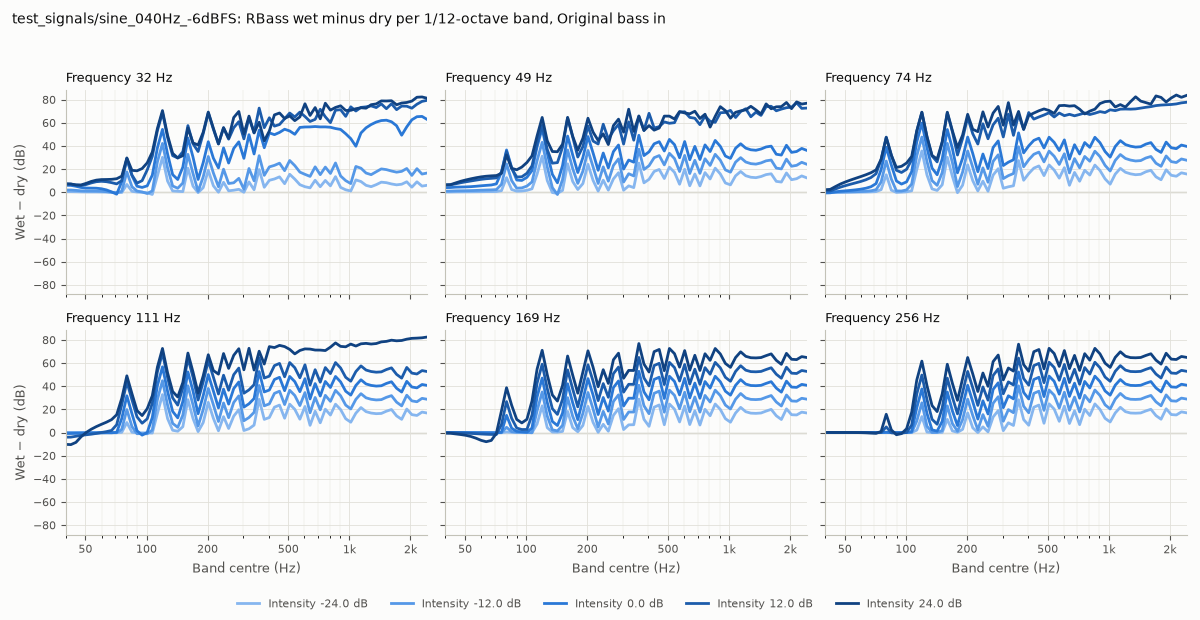 test_signals/sine_040Hz_-6dBFS: RBass wet minus dry per 1/12-octave band, Original bass in
Frequency 32 Hz
Frequency 49 Hz
Frequency 74 Hz
Wet − dry (dB)
80
60
40
20
0
−20
−40
−60
−80
Frequency 111 Hz
Frequency 169 Hz
Frequency 256 Hz
Wet − dry (dB)
80
60
40
20
0
−20
−40
−60
−80
50 100 200 500 1k 2k
50 100 200 500 1k 2k
50 100 200 500 1k 2k
Band centre (Hz)
Band centre (Hz)
Band centre (Hz)
Intensity -24.0 dB
Intensity -12.0 dB
Intensity 0.0 dB
Intensity 12.0 dB
Intensity 24.0 dB